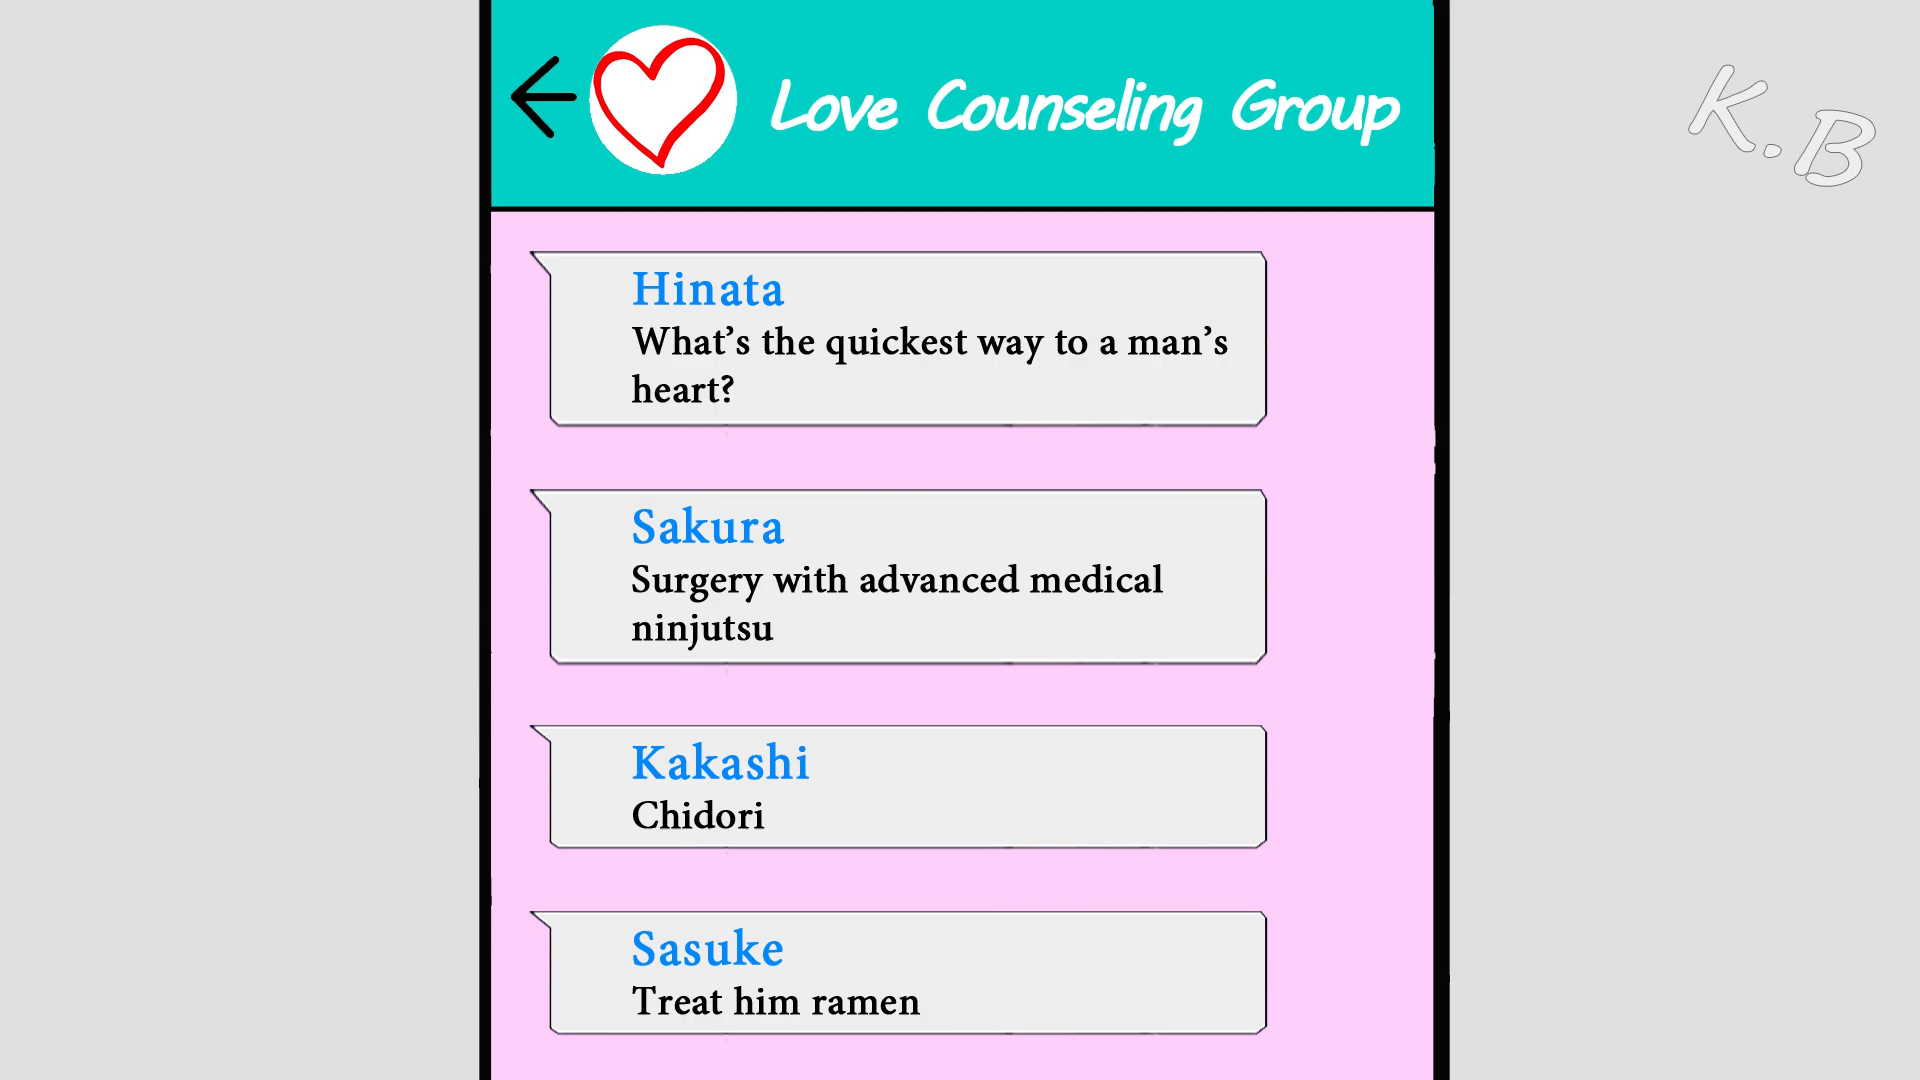 Love Counseling Group
K.B
Hinata
What’s the quickest way to a man’s
heart?
Sakura
Surgery with advanced medical
ninjutsu
Kakashi
Chidori
Sasuke
Treat him ramen